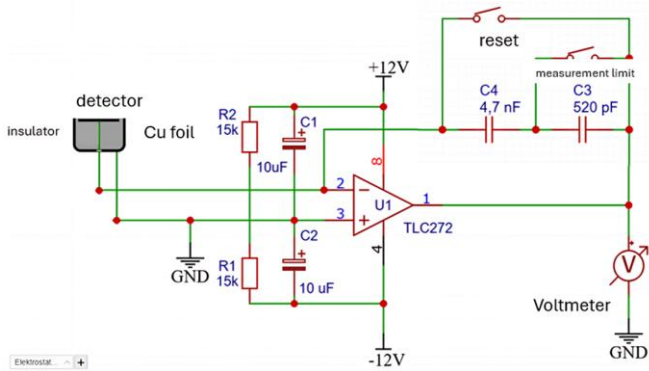 reset
+12V
measurement limit
C4
4,7 nF
C3
520 pF
detector
insulator
Cu foil
R2
15k
C1
10uF
8
2
1
U1
3
TLC272
4
GND
C2
R1
15k
10 uF
V
Voltmeter
GND
-12V
Elektrostat...